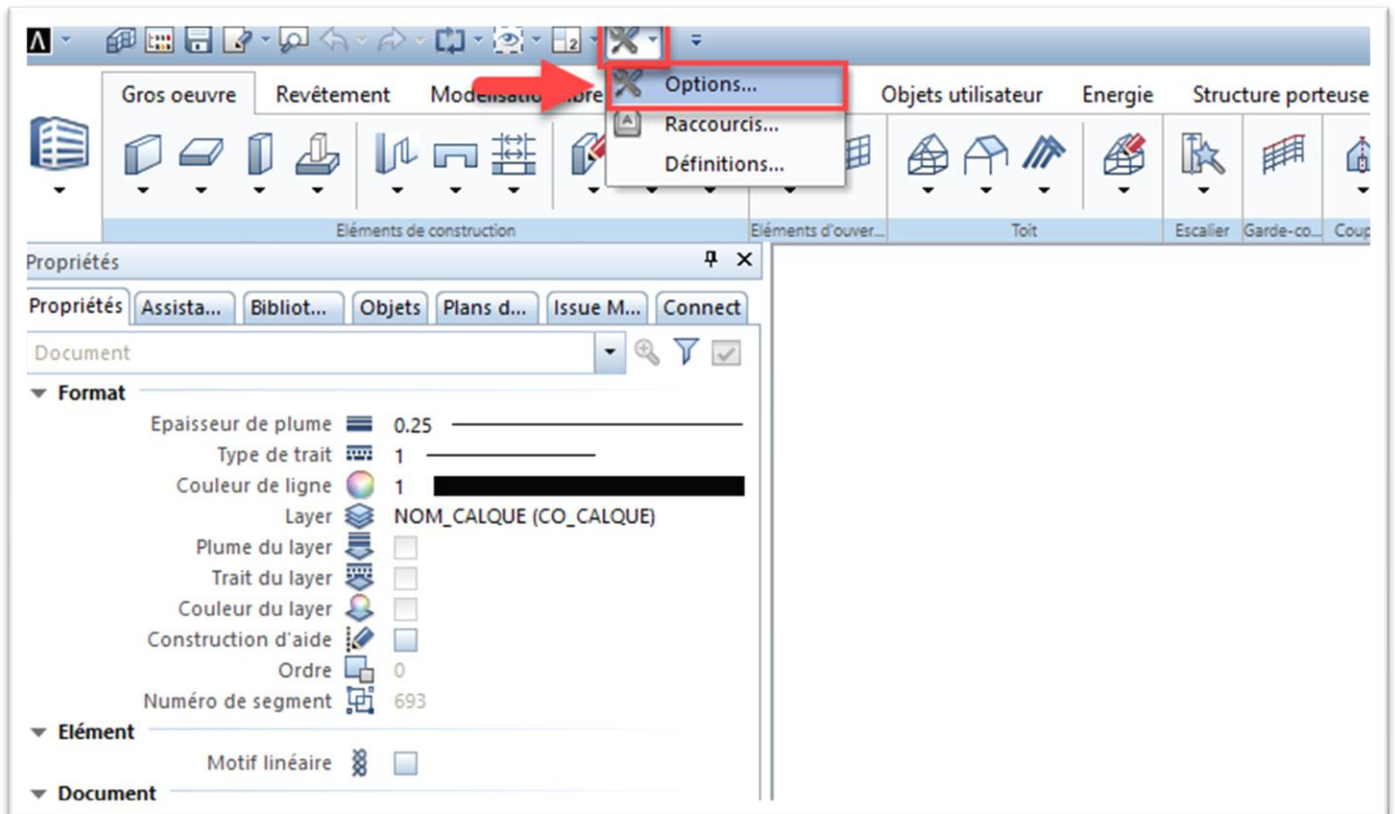 Options...
Gros oeuvre Revêtement Objets utilisateur Energie Structure porteuse
Raccourcis...
Définitions...
Eléments de construction Eléments d'ouver... Toit Escalier Garde-co... Coup
Propriétés
Propriétés Assista... Bibliot... Objets Plans d... Issue M... Connect
Document
Format
Epaisseur de plume 0.25
Type de trait 1
Couleur de ligne 1
Layer NOM_CALQUE (CO_CALQUE)
Plume du layer
Trait du layer
Couleur du layer
Construction d'aide
Ordre 0
Numéro de segment 693
Elément
Motif linéaire
Document